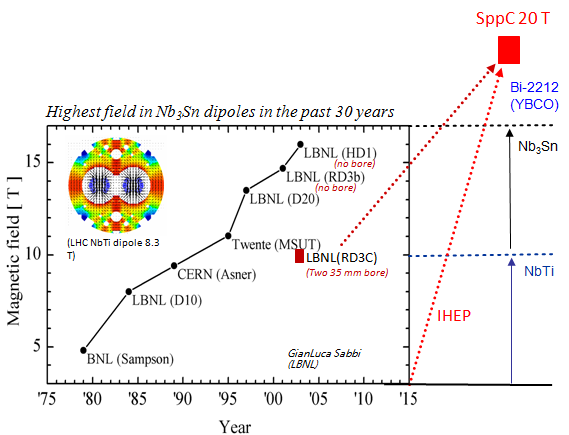 SppC 20 T
Bi-2212
(YBCO)
Highest field in Nb3Sn dipoles in the past 30 years
Nb3Sn
NbTi
Magnetic field [ T ]
15
10
5
LBNL (HD1)
(no bore)
LBNL (RD3b)
(no bore)
LBNL (D20)
(LHC NbTi dipole 8.3
T)
Twente (MSUT)
LBNL(RD3C)
(Two 35 mm bore)
CERN (Asner)
LBNL (D10)
IHEP
BNL (Sampson)
GianLuca Sabbi
(LBNL)
'75 '80 '85 '90 '95 '00 '05 '10 '15
Year